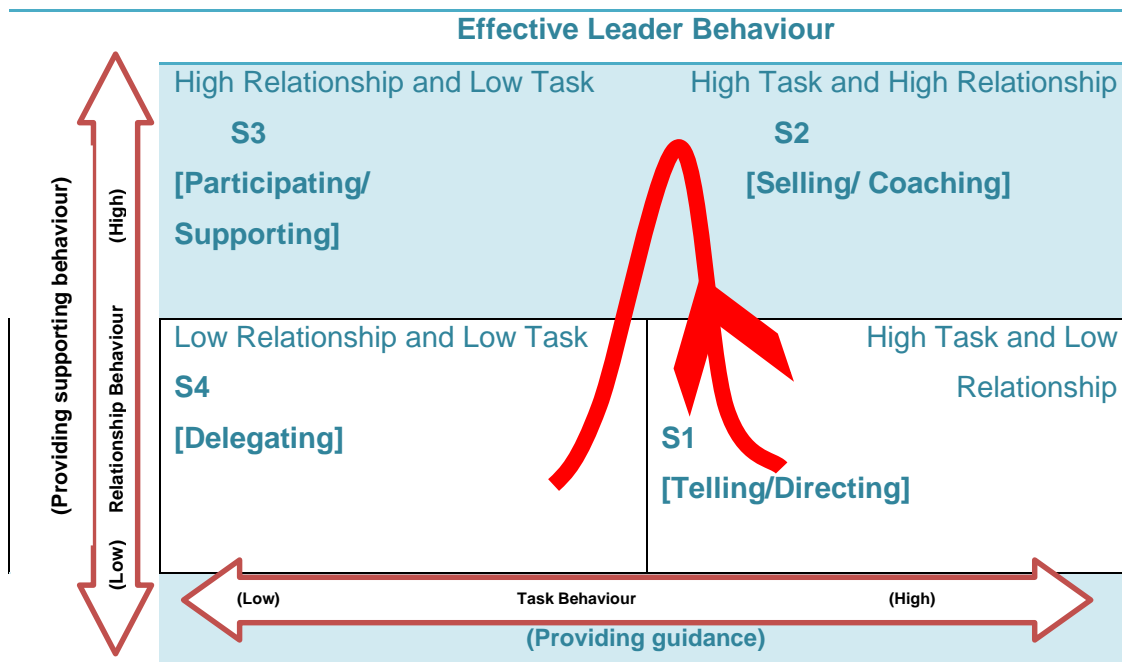 Effective Leader Behaviour
High Relationship and Low Task
S3
[Participating/
Supporting]
High Task and High Relationship
S2
[Selling/ Coaching]
Low Relationship and Low Task
S4
[Delegating]
High Task and Low
Relationship
S1
[Telling/Directing]
(Providing supporting behaviour)
(Low) Relationship Behaviour (High)
(Low) Task Behaviour (High)
(Providing guidance)